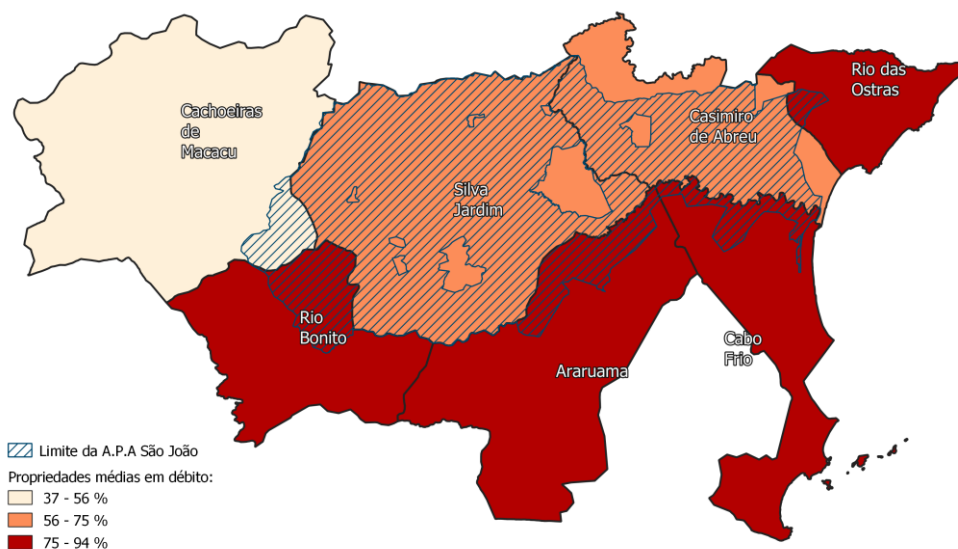 Cachoeiras
de
Macacu
Rio das
Ostras
Casimiro
de Abreu
Silva
Jardim
Rio
Bonito
Araruama
Cabo
Frio
Limite da A.P.A São João
Propriedades médias em débito:
37 - 56 %
56 - 75 %
75 - 94 %